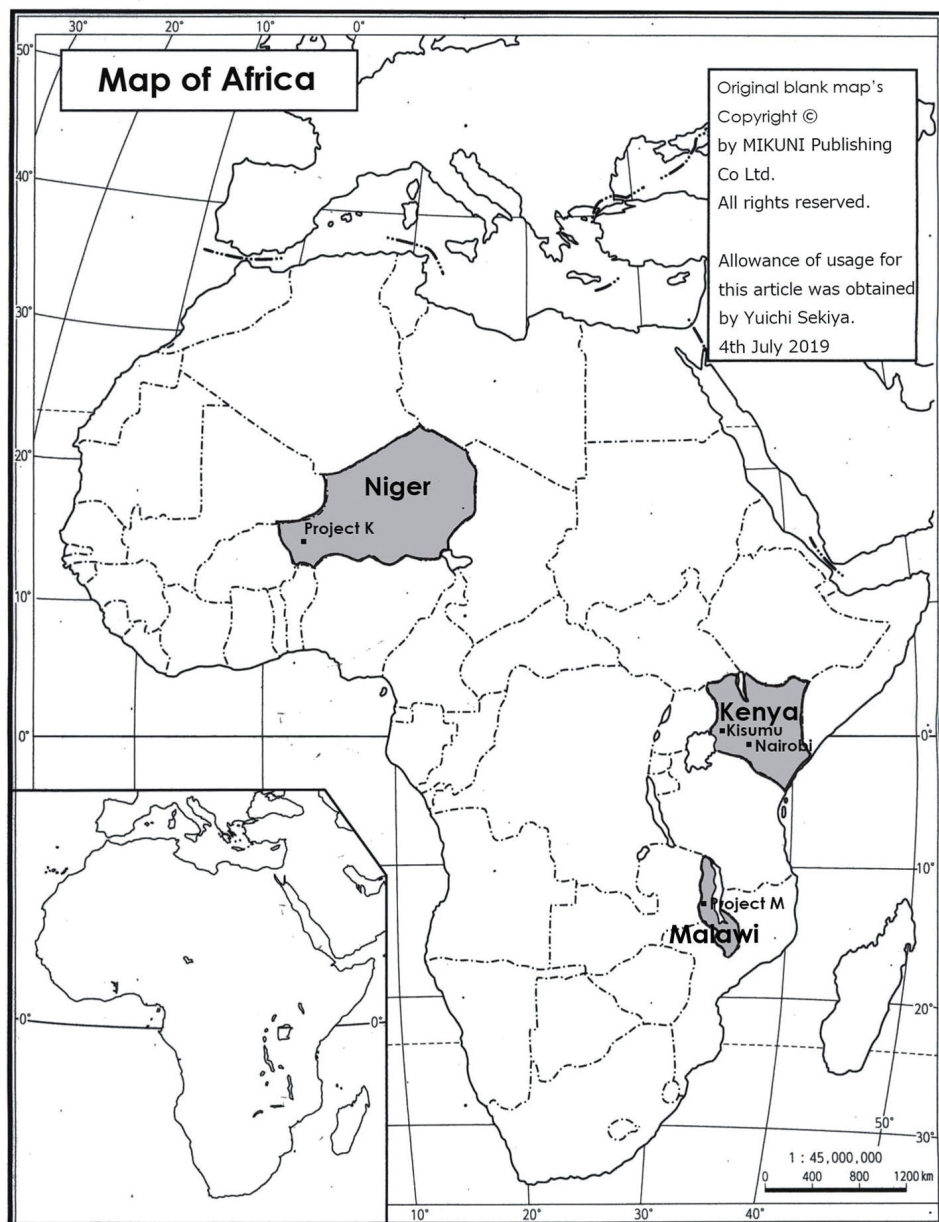 30° 20° 10° 0°
50°
Map of Africa
Original blank map's
Copyright ©
by MIKUNI Publishing
Co Ltd.
All rights reserved.
Allowance of usage for
this article was obtained
by Yuichi Sekiya.
4th July 2019
40°
30°
20°
Niger
Project K
10°
Kenya
Kisumu
Nairobi
0°
0°
10°
Project M
Malawi
20°
0°
0°
50°
30°
1 : 45,000,000
0 400 800 1200 km
10° 20° 30° 40°